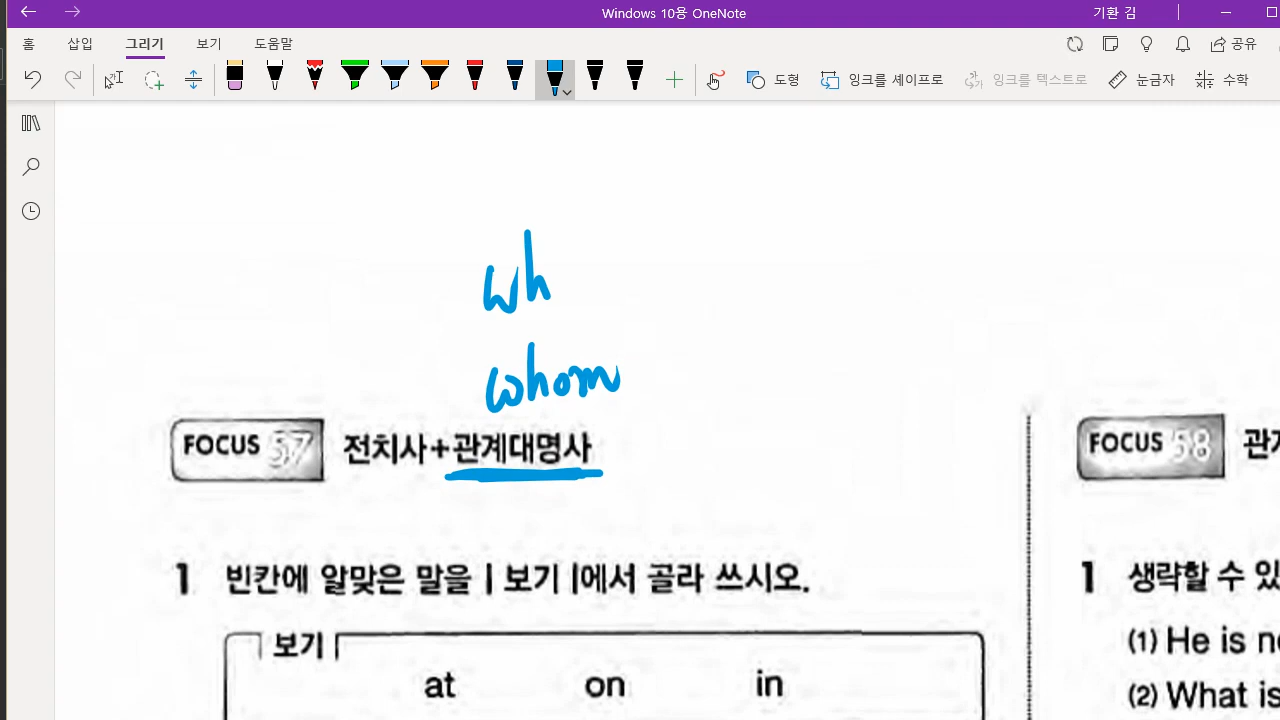 Windows 10용 OneNote
기환 김
홈 삽입 그리기 보기 도움말
공유
도형 잉크를 셰이프로 잉크를 텍스트로 눈금자 수학
wh
whom
FOCUS 57 전치사+관계대명사
1 빈칸에 알맞은 말을 | 보기 |에서 골라 쓰시오.
보기
at on in
FOCUS 58
1 생략할 수 있
(1) He is
(2) What is